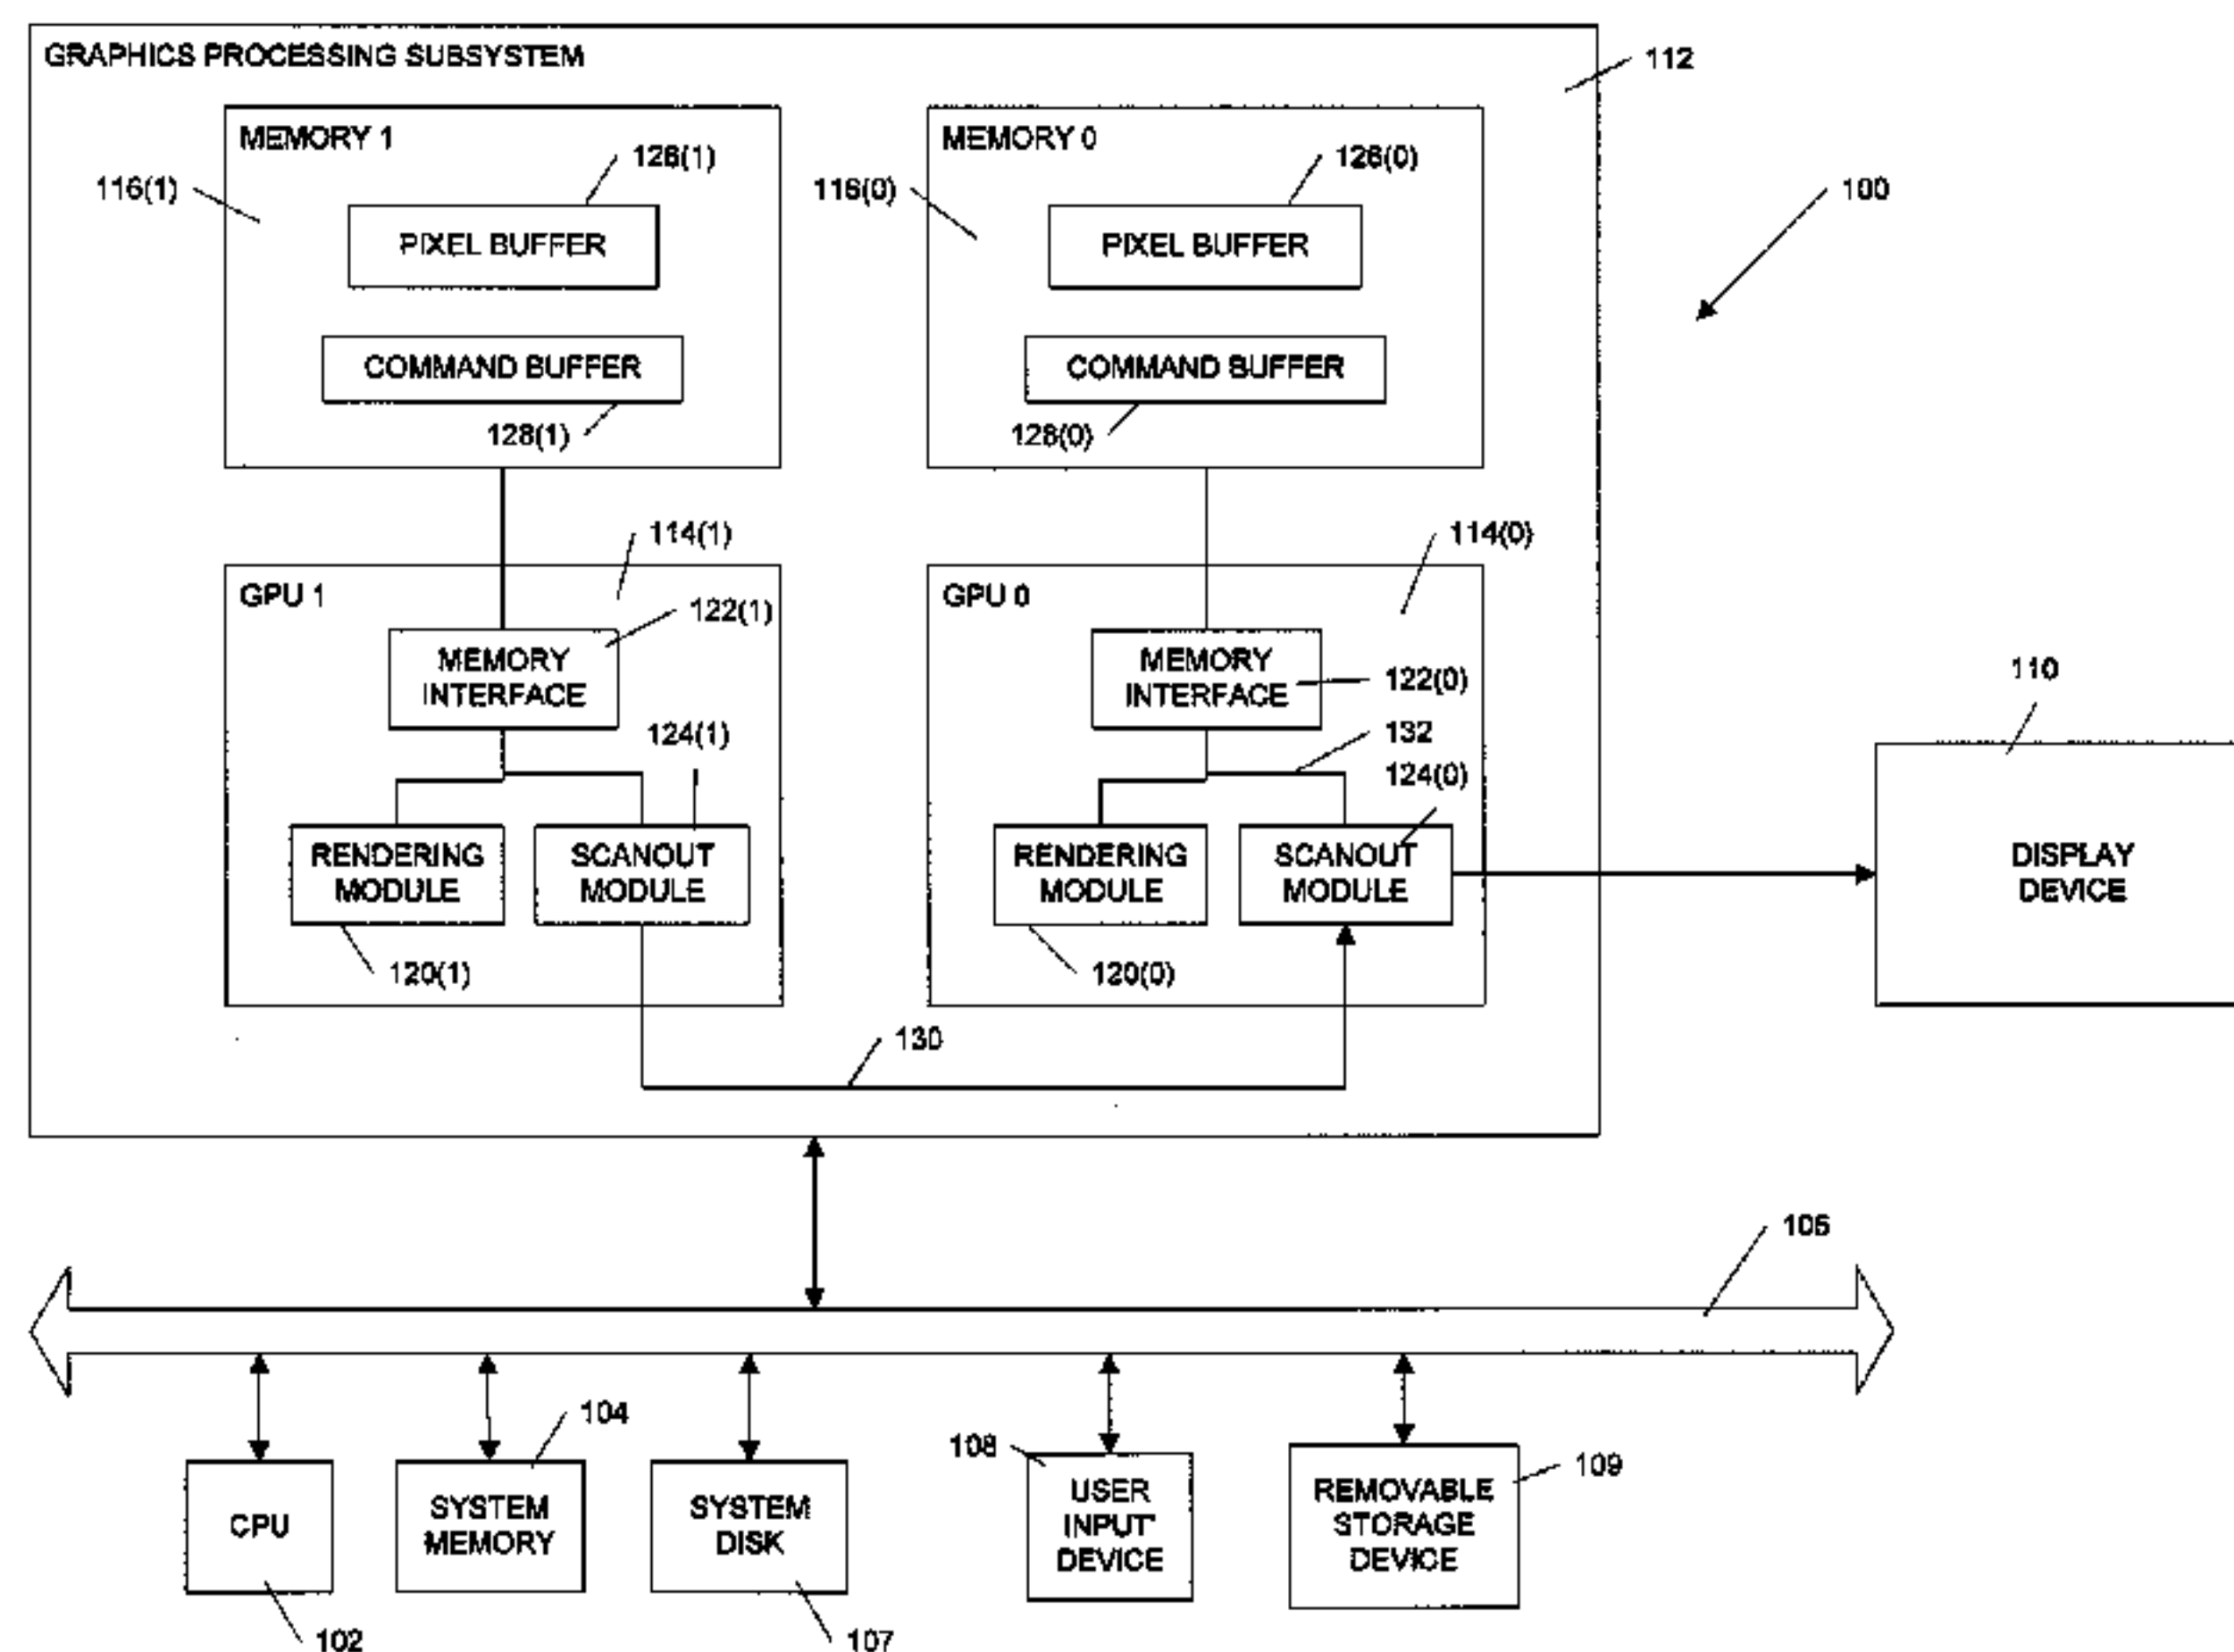 GRAPHICS PROCESSING SUBSYSTEM
112
MEMORY 1
126(1)
116(1)
PIXEL BUFFER
COMMAND BUFFER
128(1)
MEMORY 0
126(0)
116(0)
PIXEL BUFFER
COMMAND BUFFER
128(0)
100
114(1)
GPU 1
122(1)
MEMORY
INTERFACE
124(1)
RENDERING
MODULE
SCANOUT
MODULE
120(1)
114(0)
GPU 0
MEMORY
INTERFACE
122(0)
132
124(0)
RENDERING
MODULE
SCANOUT
MODULE
120(0)
130
110
DISPLAY
DEVICE
106
104
108
109
CPU
SYSTEM
MEMORY
SYSTEM
DISK
USER
INPUT
DEVICE
REMOVABLE
STORAGE
DEVICE
102
107